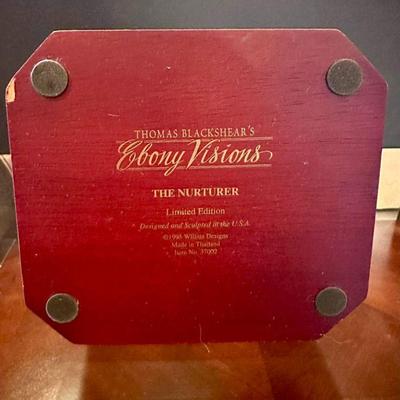 THOMAS BLACKSHEAR'S
Ebony Visions
THE NURTURER
Limited Edition
Designed and Sculpted in the U.S.A.
©1998 Willitts Designs
Made in Thailand
Item No. 37002